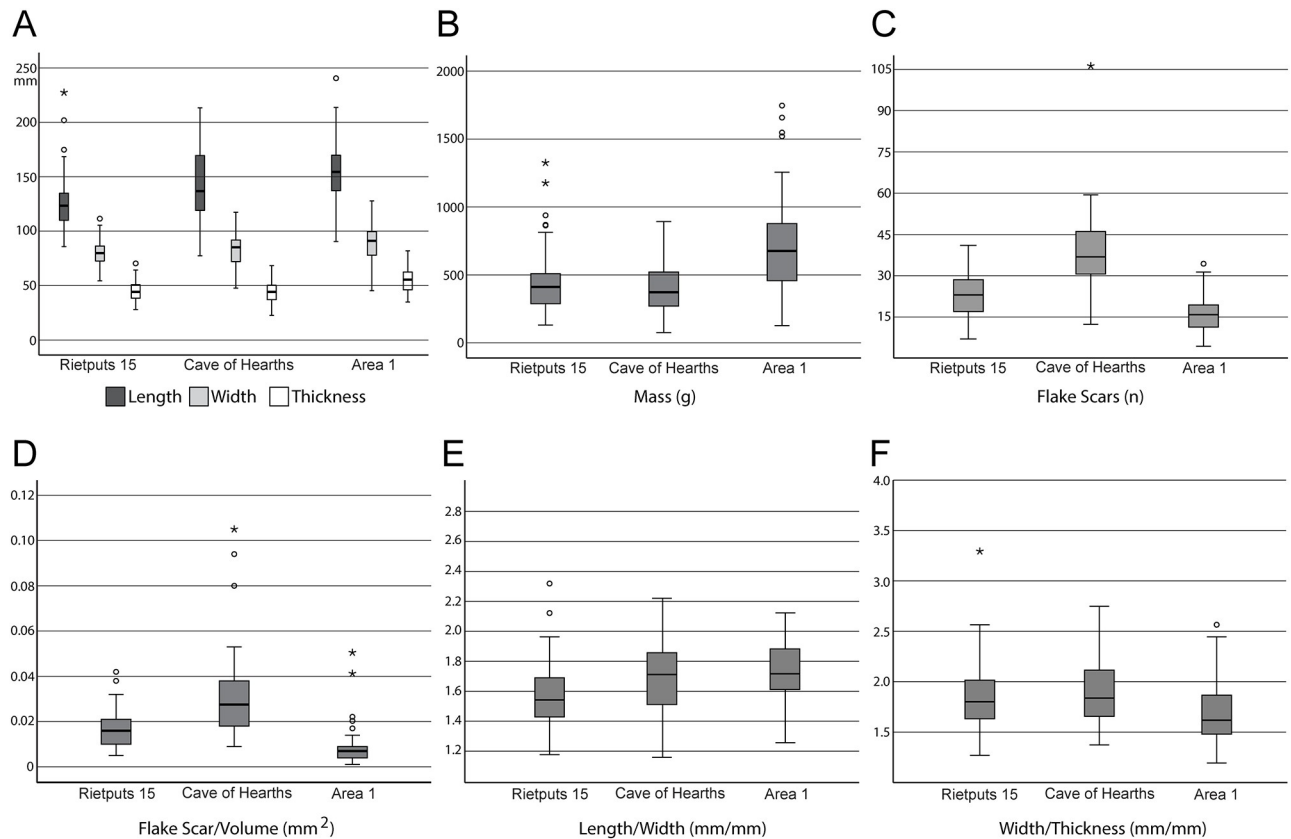 A
250
mm
200
150
100
50
0
Rietputs 15 Cave of Hearths Area 1
Length Width Thickness
B
2000
1500
1000
500
0
Rietputs 15 Cave of Hearths Area 1
Mass (g)
C
105
90
75
60
45
30
15
Rietputs 15 Cave of Hearths Area 1
Flake Scars (n)
D
0.12
0.10
0.08
0.06
0.04
0.02
0
Rietputs 15 Cave of Hearths Area 1
Flake Scar/Volume (mm²)
E
2.8
2.6
2.4
2.2
2.0
1.8
1.6
1.4
1.2
Rietputs 15 Cave of Hearths Area 1
Length/Width (mm/mm)
F
4.0
3.5
3.0
2.5
2.0
1.5
Rietputs 15 Cave of Hearths Area 1
Width/Thickness (mm/mm)